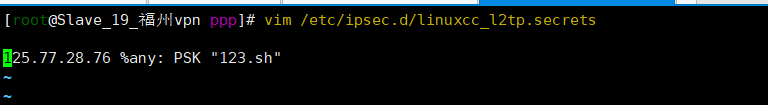 [root@Slave_19_福州vpn ppp]# vim /etc/ipsec.d/linuxcc_l2tp.secrets
125.77.28.76 %any: PSK "123.sh"
~
~